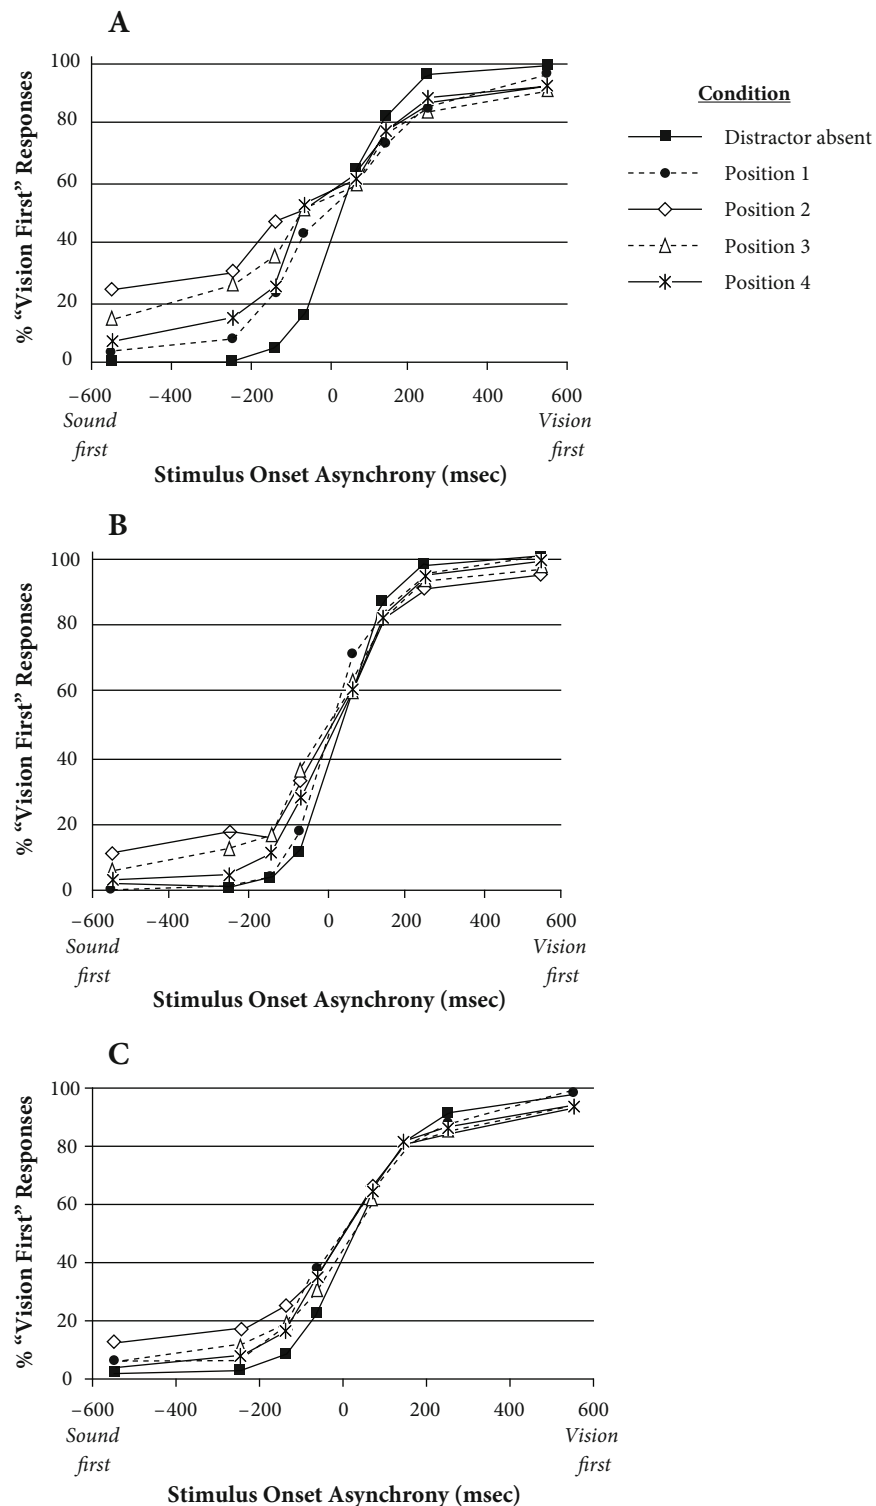 A
% “Vision First” Responses
100
80
60
40
20
0
–600 –400 –200 0 200 400 600
Sound first
Vision first
Stimulus Onset Asynchrony (msec)
Condition
Distractor absent
Position 1
Position 2
Position 3
Position 4
B
% “Vision First” Responses
100
80
60
40
20
0
–600 –400 –200 0 200 400 600
Sound first
Vision first
Stimulus Onset Asynchrony (msec)
C
% “Vision First” Responses
100
80
60
40
20
0
–600 –400 –200 0 200 400 600
Sound first
Vision first
Stimulus Onset Asynchrony (msec)